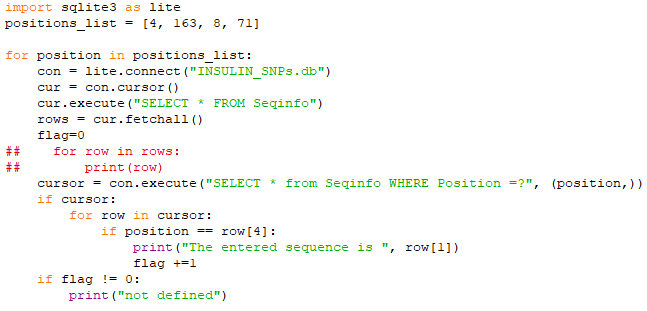 import sqlite3 as lite
positions_list = [4, 163, 8, 71]

for position in positions_list:
    con = lite.connect("INSULIN_SNPs.db")
    cur = con.cursor()
    cur.execute("SELECT * FROM Seqinfo")
    rows = cur.fetchall()
    flag=0
##    for row in rows:
##        print(row)
    cursor = con.execute("SELECT * from Seqinfo WHERE Position =?", (position,))
    if cursor:
        for row in cursor:
            if position == row[4]:
                print("The entered sequence is ", row[1])
                flag +=1
    if flag != 0:
        print("not defined")